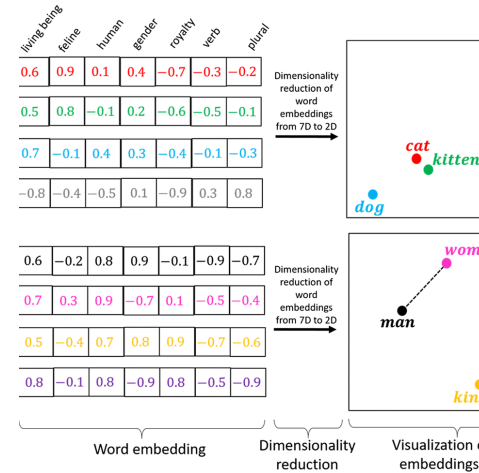 living being feline human gender royalty verb plural
0.6 0.9 0.1 0.4 −0.7 −0.3 −0.2
0.5 0.8 −0.1 0.2 −0.6 −0.5 −0.1
0.7 −0.1 0.4 0.3 −0.4 −0.1 −0.3
−0.8 −0.4 −0.5 0.1 −0.9 0.3 0.8
Dimensionality
reduction of
word
embeddings
from 7D to 2D
cat
kitten
dog
0.6 −0.2 0.8 0.9 −0.1 −0.9 −0.7
0.7 0.3 0.9 −0.7 0.1 −0.5 −0.4
0.5 −0.4 0.7 0.8 0.9 −0.7 −0.6
0.8 −0.1 0.8 −0.9 0.8 −0.5 −0.9
Dimensionality
reduction of
word
embeddings
from 7D to 2D
wom
man
kin
Word embedding
Dimensionality
reduction
Visualization
embeddings